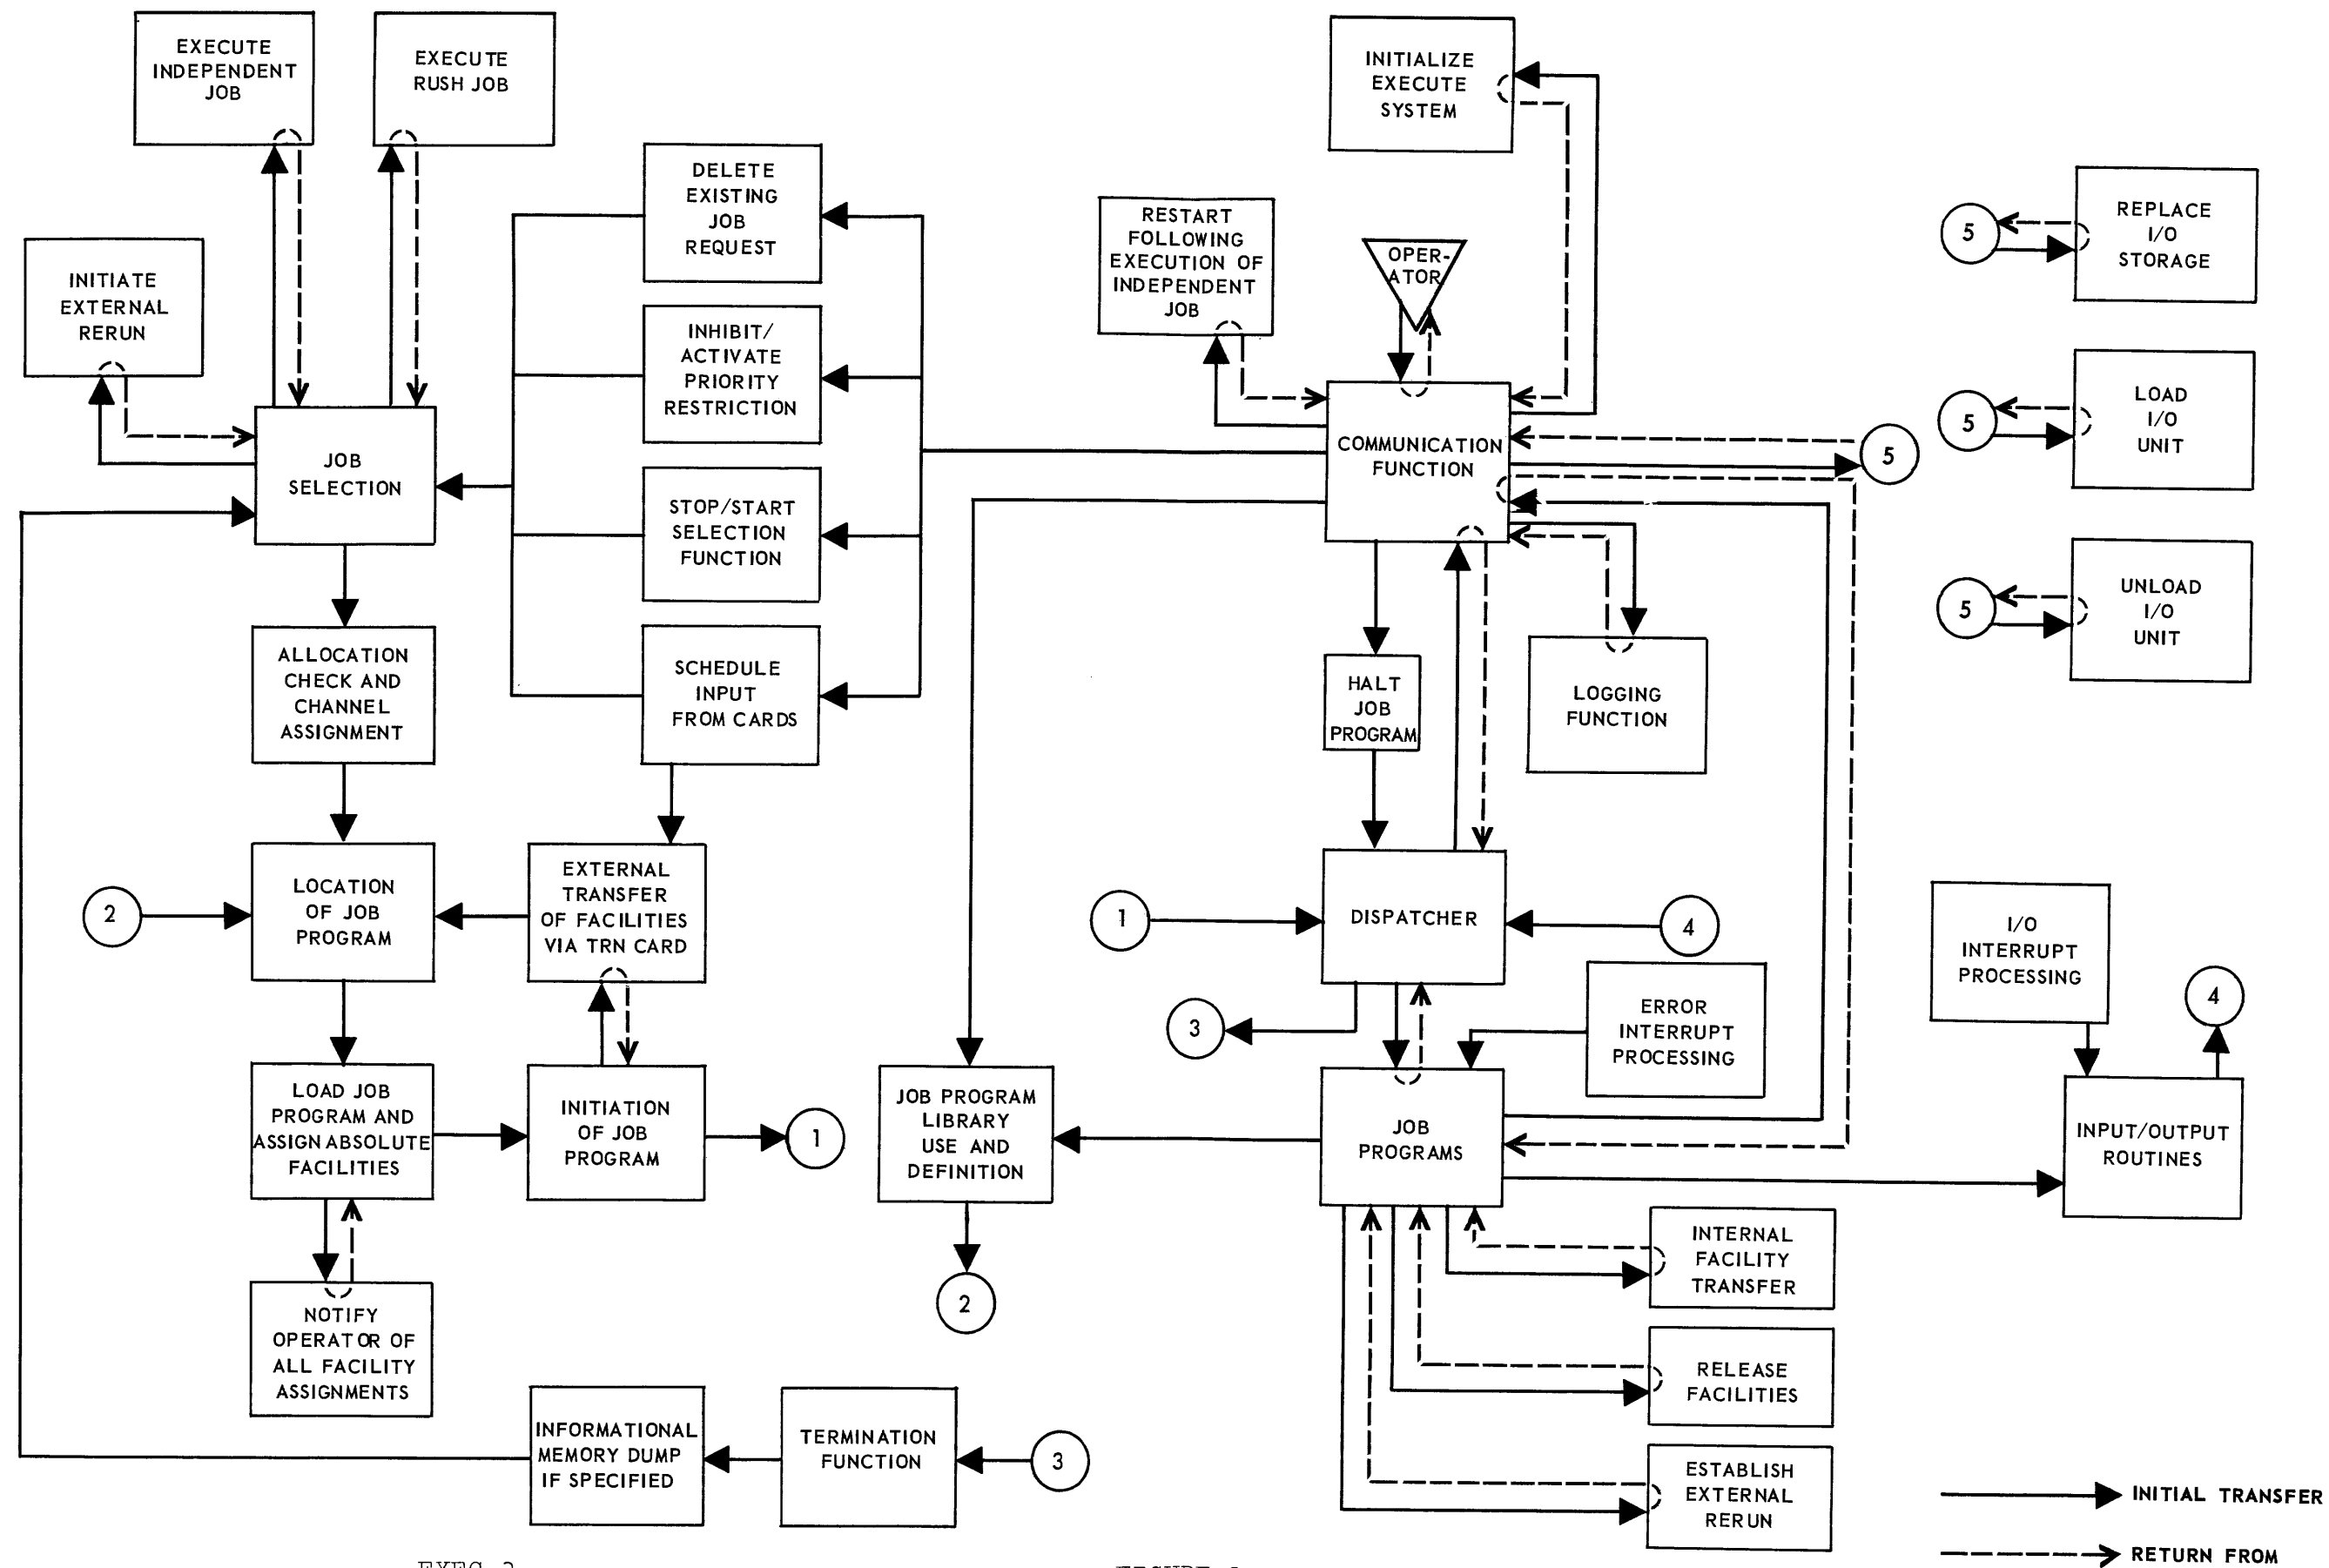 EXECUTE
INDEPENDENT
JOB
EXECUTE
RUSH JOB
INITIATE
EXTERNAL
RERUN
JOB
SELECTION
DELETE
EXISTING
JOB
REQUEST
INHIBIT/
ACTIVATE
PRIORITY
RESTRICTION
STOP/START
SELECTION
FUNCTION
SCHEDULE
INPUT
FROM CARDS
ALLOCATION
CHECK AND
CHANNEL
ASSIGNMENT
2
LOCATION
OF JOB
PROGRAM
EXTERNAL
TRANSFER
OF FACILITIES
VIA TRN CARD
LOAD JOB
PROGRAM AND
ASSIGN ABSOLUTE
FACILITIES
INITIATION
OF JOB
PROGRAM
1
NOTIFY
OPERATOR OF
ALL FACILITY
ASSIGNMENTS
INFORMATIONAL
MEMORY DUMP
IF SPECIFIED
TERMINATION
FUNCTION
3
INITIALIZE
EXECUTE
SYSTEM
RESTART
FOLLOWING
EXECUTION OF
INDEPENDENT
JOB
OPER-
ATOR
COMMUNICATION
FUNCTION
5
HALT
JOB
PROGRAM
LOGGING
FUNCTION
1
DISPATCHER
4
3
ERROR
INTERRUPT
PROCESSING
JOB PROGRAM
LIBRARY
USE AND
DEFINITION
2
JOB
PROGRAMS
INTERNAL
FACILITY
TRANSFER
RELEASE
FACILITIES
ESTABLISH
EXTERNAL
RERUN
5
REPLACE
I/O
STORAGE
5
LOAD
I/O
UNIT
5
UNLOAD
I/O
UNIT
I/O
INTERRUPT
PROCESSING
4
INPUT/OUTPUT
ROUTINES
INITIAL TRANSFER
RETURN FROM